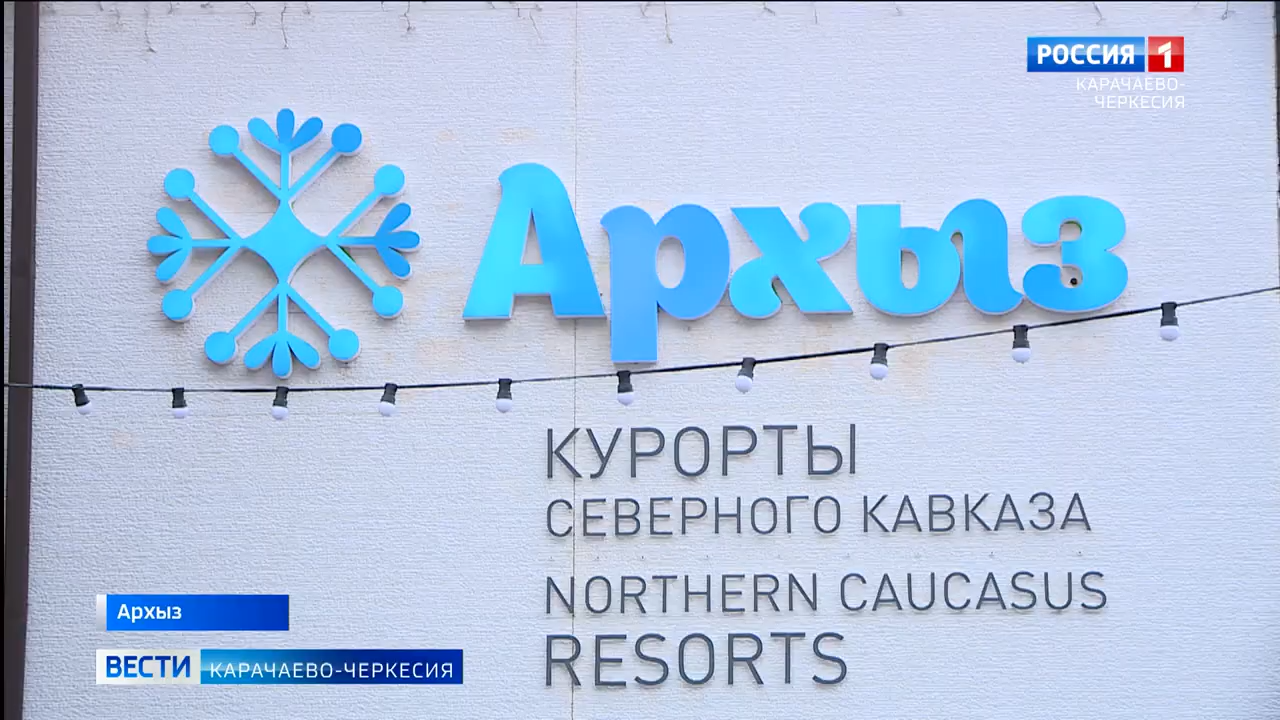 РОССИЯ 1
КАРАЧАЕВО-
ЧЕРКЕСИЯ
Архыз
КУРОРТЫ
СЕВЕРНОГО КАВКАЗА
NORTHERN CAUCASUS
RESORTS
Архыз
ВЕСТИ КАРАЧАЕВО-ЧЕРКЕСИЯ